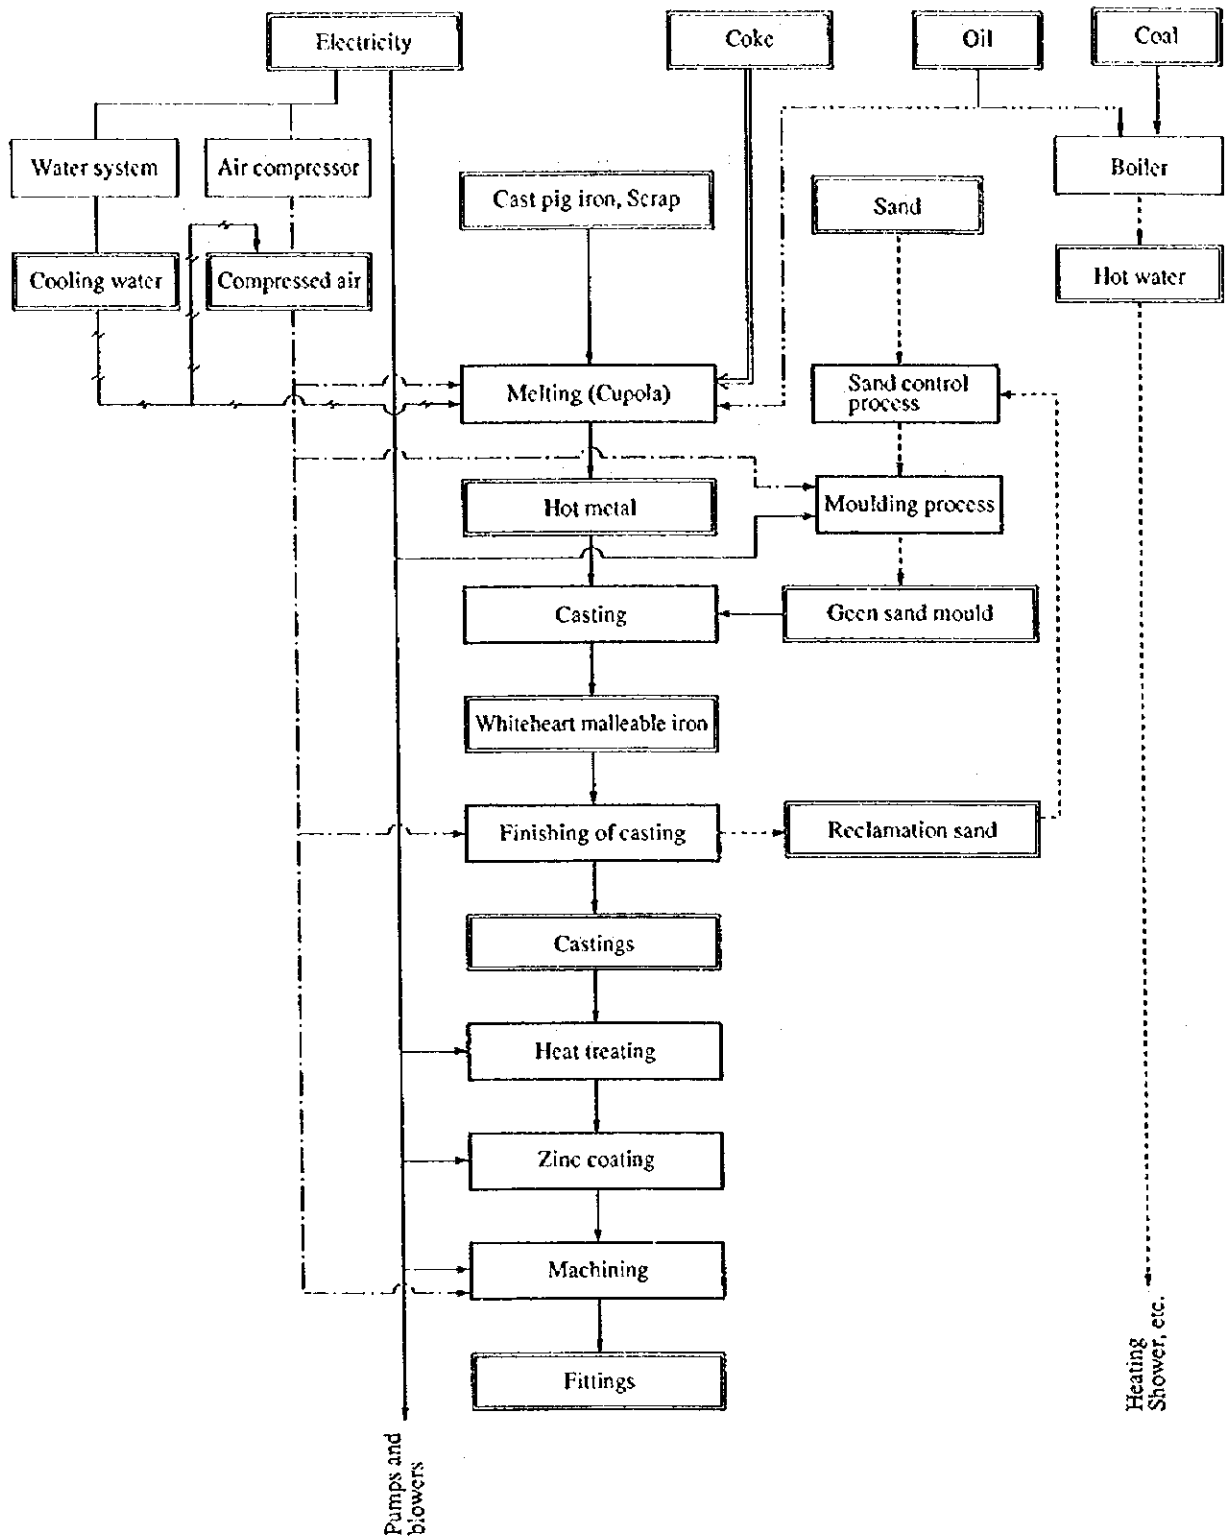 Electricity
Coke
Oil
Coal
Water system
Air compressor
Boiler
Cast pig iron, Scrap
Sand
Cooling water
Compressed air
Hot water
Melting (Cupola)
Sand control
process
Hot metal
Moulding process
Casting
Geen sand mould
Whiteheart malleable iron
Finishing of casting
Reclamation sand
Castings
Heat treating
Zinc coating
Machining
Fittings
Heating
Shower, etc.
Pumps and
blowers